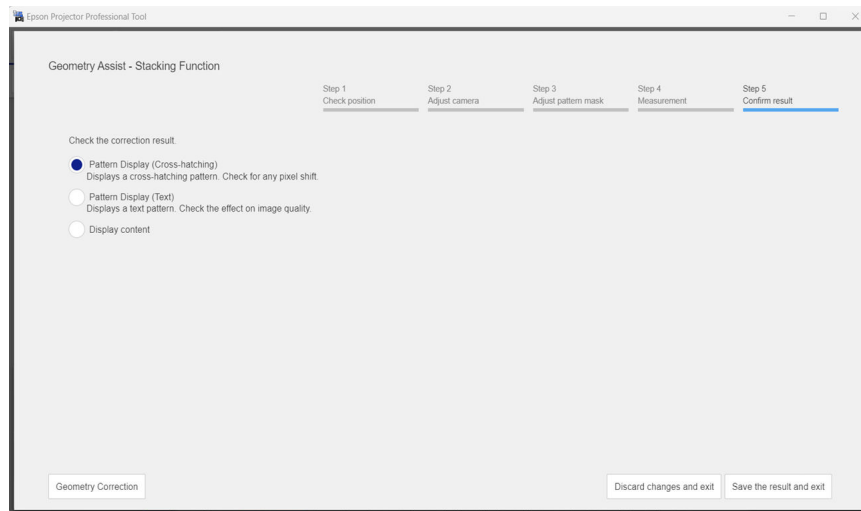 Epson Projector Professional Tool
Geometry Assist - Stacking Function
Step 1
Check position
Step 2
Adjust camera
Step 3
Adjust pattern mask
Step 4
Measurement
Step 5
Confirm result
Check the correction result.
Pattern Display (Cross-hatching)
Displays a cross-hatching pattern. Check for any pixel shift.
Pattern Display (Text)
Displays a text pattern. Check the effect on image quality.
Display content
Geometry Correction
Discard changes and exit
Save the result and exit